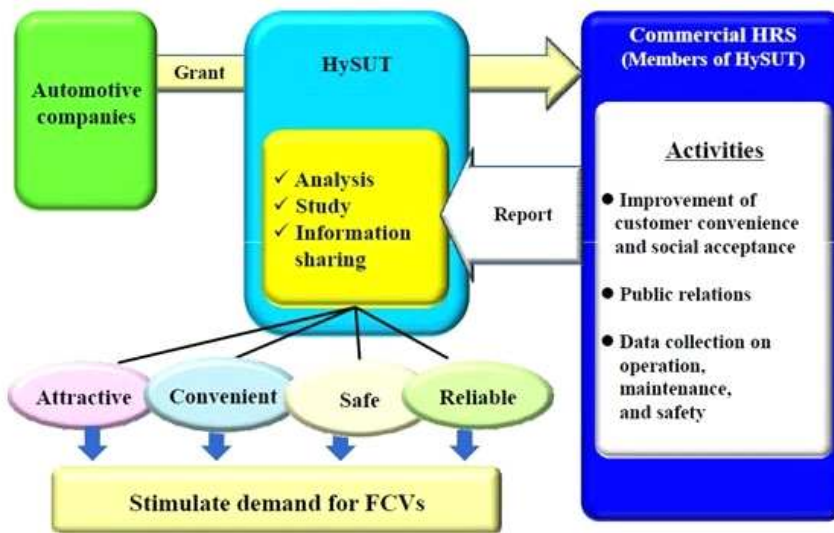 Automotive
companies
Grant
HySUT
✓ Analysis
✓ Study
✓ Information
sharing
Commercial HRS
(Members of HySUT)
Activities
● Improvement of
customer convenience
and social acceptance
● Public relations
● Data collection on
operation,
maintenance,
and safety
Report
Attractive
Convenient
Safe
Reliable
Stimulate demand for FCVs